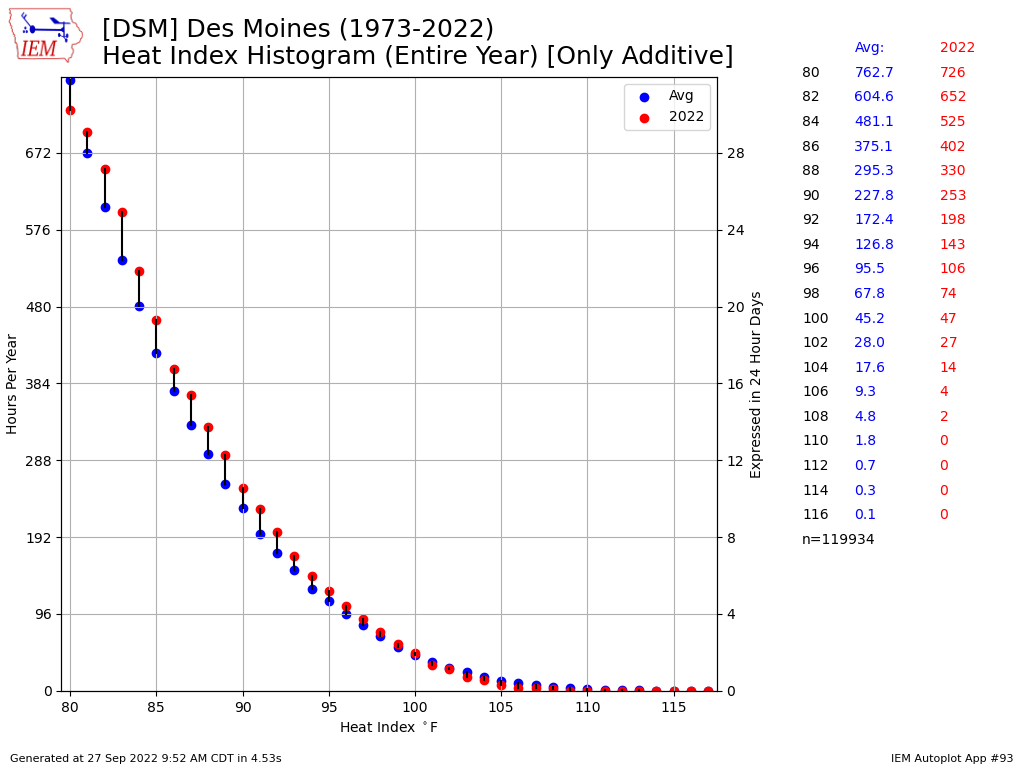 IEM
[DSM] Des Moines (1973-2022)
Heat Index Histogram (Entire Year) [Only Additive]
Avg: 2022
80 762.7 726
82 604.6 652
84 481.1 525
86 375.1 402
88 295.3 330
90 227.8 253
92 172.4 198
94 126.8 143
96 95.5 106
98 67.8 74
100 45.2 47
102 28.0 27
104 17.6 14
106 9.3 4
108 4.8 2
110 1.8 0
112 0.7 0
114 0.3 0
116 0.1 0
n=119934
Avg
2022
Hours Per Year
672
576
480
384
288
192
96
0
28
24
20
16
12
8
4
0
Expressed in 24 Hour Days
80 85 90 95 100 105 110 115
Heat Index °F
Generated at 27 Sep 2022 9:52 AM CDT in 4.53s
IEM Autoplot App #93